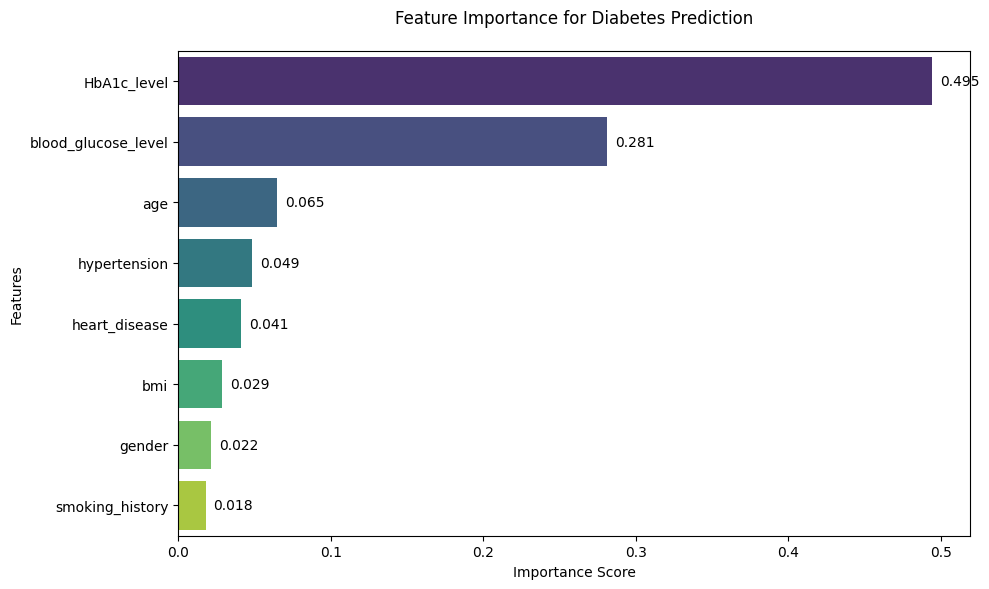 Feature Importance for Diabetes Prediction
HbA1c_level 0.495
blood_glucose_level 0.281
age 0.065
hypertension 0.049
heart_disease 0.041
bmi 0.029
gender 0.022
smoking_history 0.018
Features
0.0 0.1 0.2 0.3 0.4 0.5
Importance Score